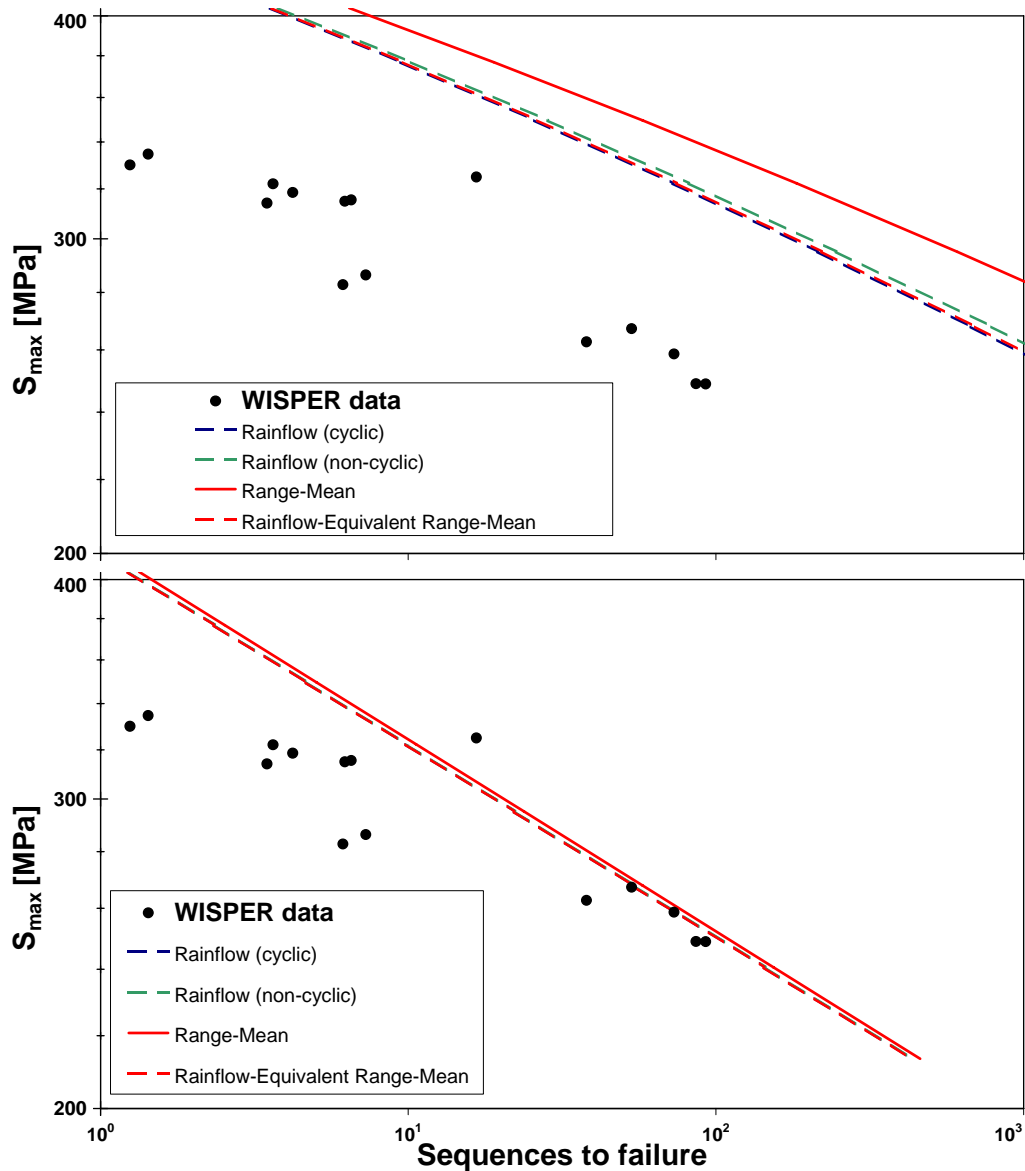 400
300
200
S_max [MPa]
WISPER data
Rainflow (cyclic)
Rainflow (non-cyclic)
Range-Mean
Rainflow-Equivalent Range-Mean
400
300
200
S_max [MPa]
WISPER data
Rainflow (cyclic)
Rainflow (non-cyclic)
Range-Mean
Rainflow-Equivalent Range-Mean
10^0 10^1 10^2 10^3
Sequences to failure